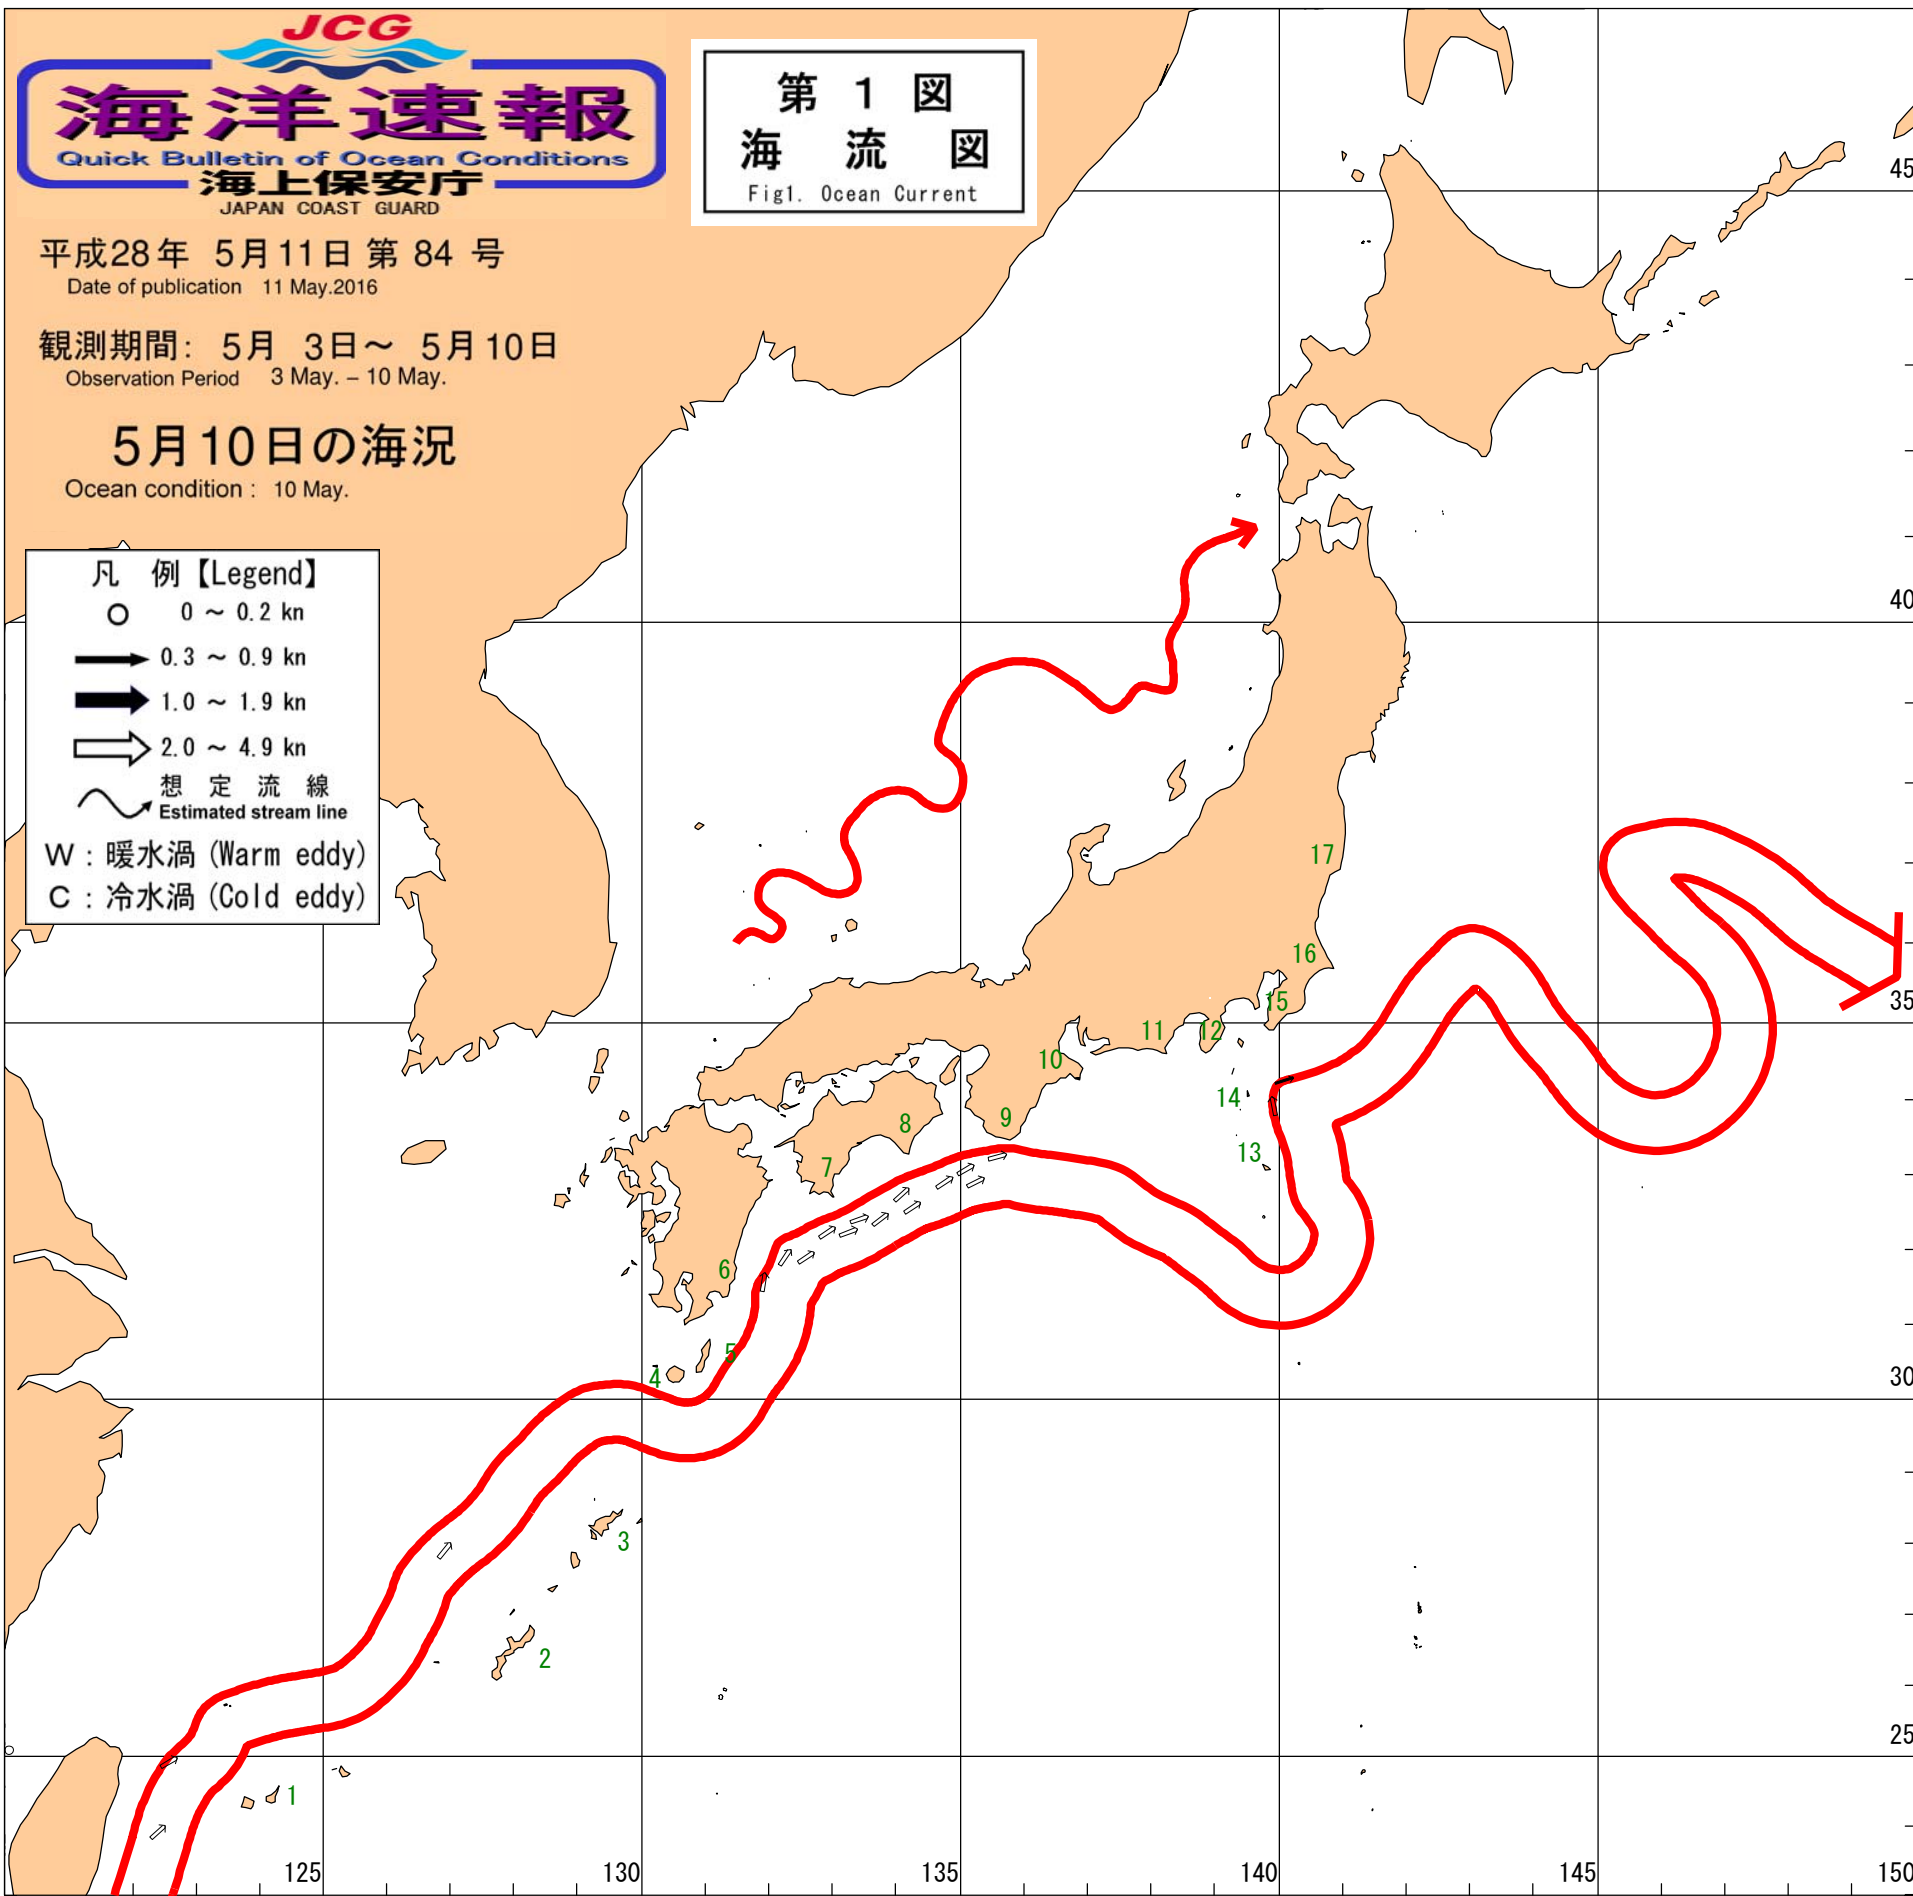 JCG
海洋速報
Quick Bulletin of Ocean Conditions
海上保安庁
JAPAN COAST GUARD
第 1 図
海 流 図
Fig1. Ocean Current
平成28年 5月11日 第 84 号
Date of publication 11 May.2016
観測期間: 5月 3日～ 5月10日
Observation Period 3 May. – 10 May.
5月10日の海況
Ocean condition : 10 May.
凡 例【Legend】
0 ～ 0.2 kn
0.3 ～ 0.9 kn
1.0 ～ 1.9 kn
2.0 ～ 4.9 kn
想 定 流 線
Estimated stream line
W : 暖水渦 (Warm eddy)
C : 冷水渦 (Cold eddy)
45
40
17
16
35
15
12
11
10
14
9
8
13
7
6
5
4
30
3
2
25
1
125
130
135
140
145
150